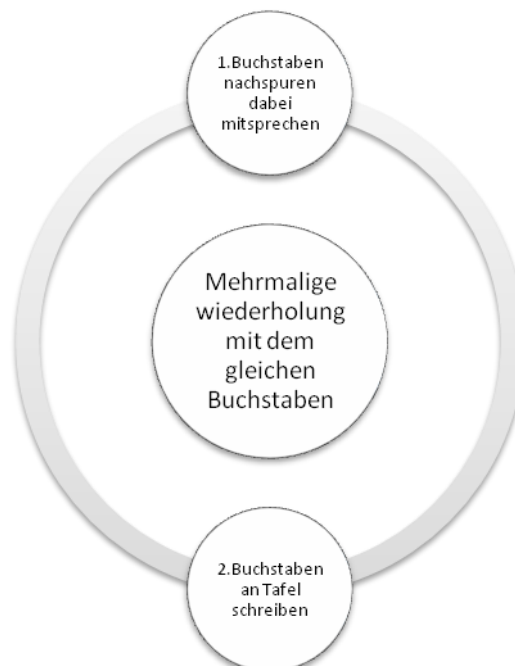 1.Buchstaben
nachspuren
dabei
mitsprechen
Mehrmalige
wiederholung
mit dem
gleichen
Buchstaben
2.Buchstaben
an Tafel
schreiben